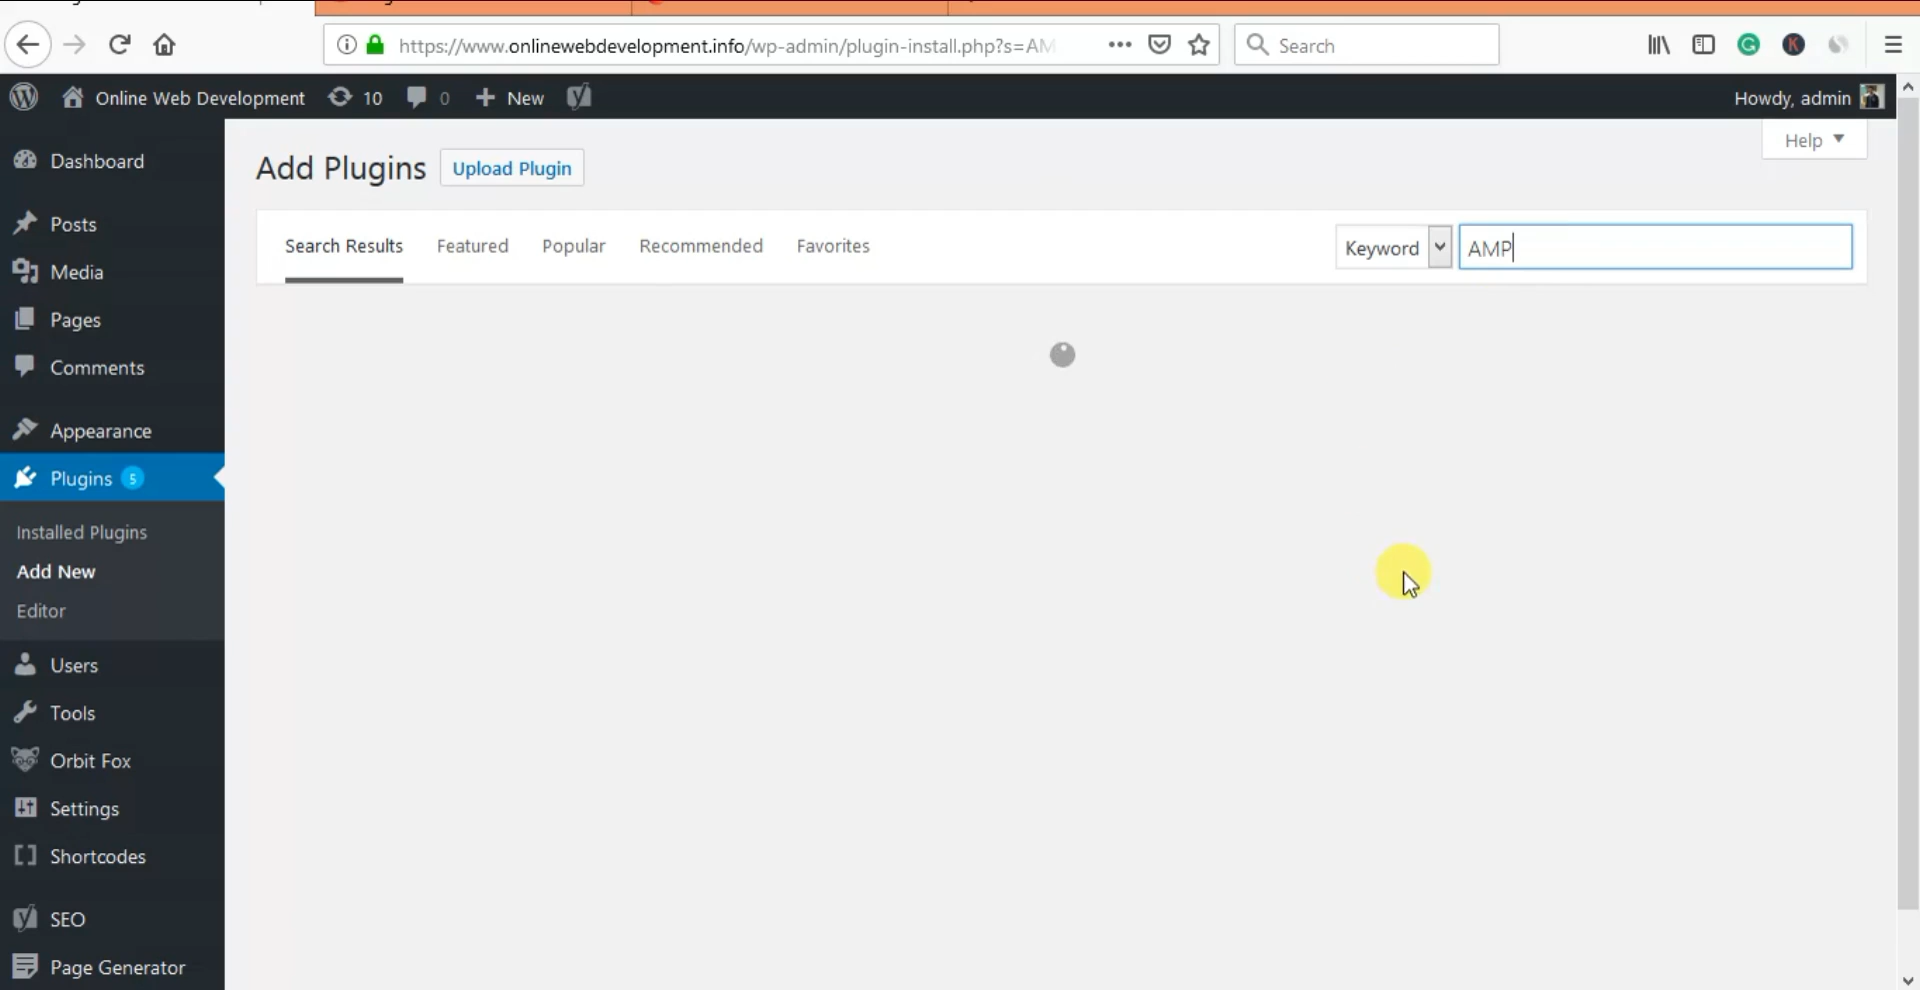 https://www.onlinewebdevelopment.info/wp-admin/plugin-install.php?s=AM
Search
Online Web Development 10 0 New
Howdy, admin
Help
Dashboard
Posts
Media
Pages
Comments
Appearance
Plugins 5
Installed Plugins
Add New
Editor
Users
Tools
Orbit Fox
Settings
Shortcodes
SEO
Page Generator
Add Plugins Upload Plugin
Search Results Featured Popular Recommended Favorites Keyword AMP